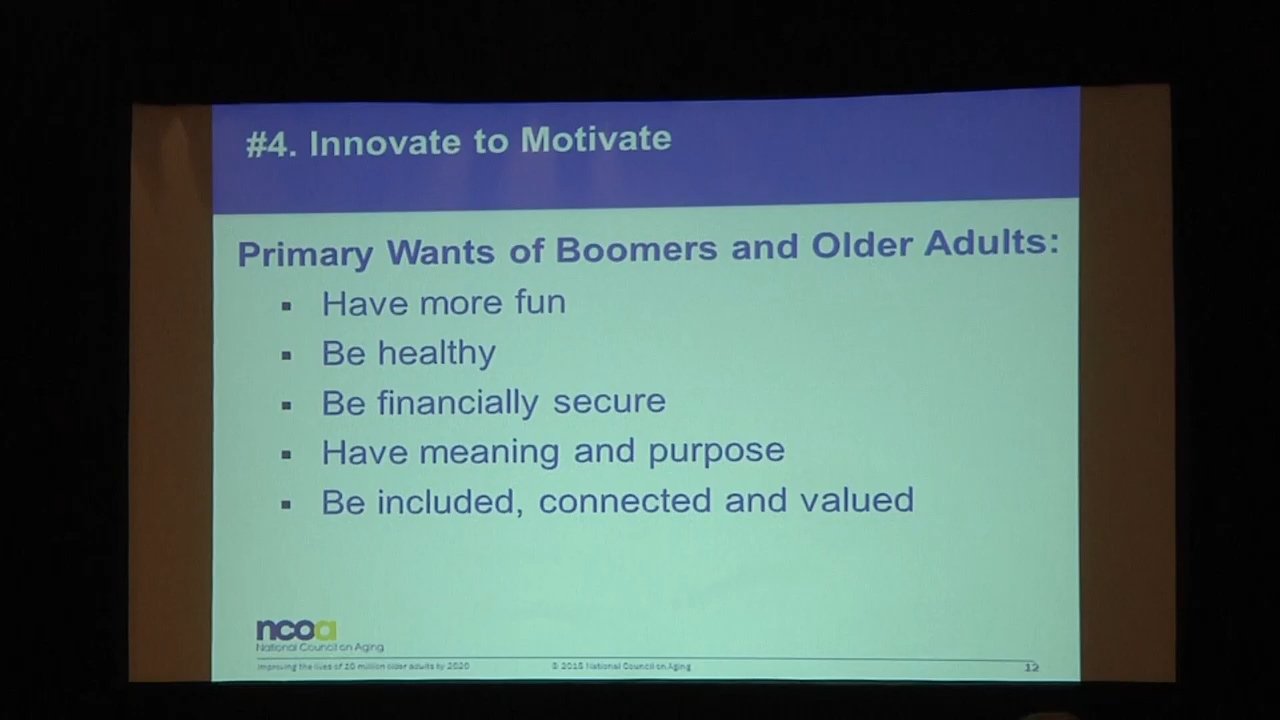 #4. Innovate to Motivate
Primary Wants of Boomers and Older Adults:
▪ Have more fun
▪ Be healthy
▪ Be financially secure
▪ Have meaning and purpose
▪ Be included, connected and valued
ncoa
National Council on Aging
Improving the lives of 10 million older adults by 2020 © 2015 National Council on Aging 12